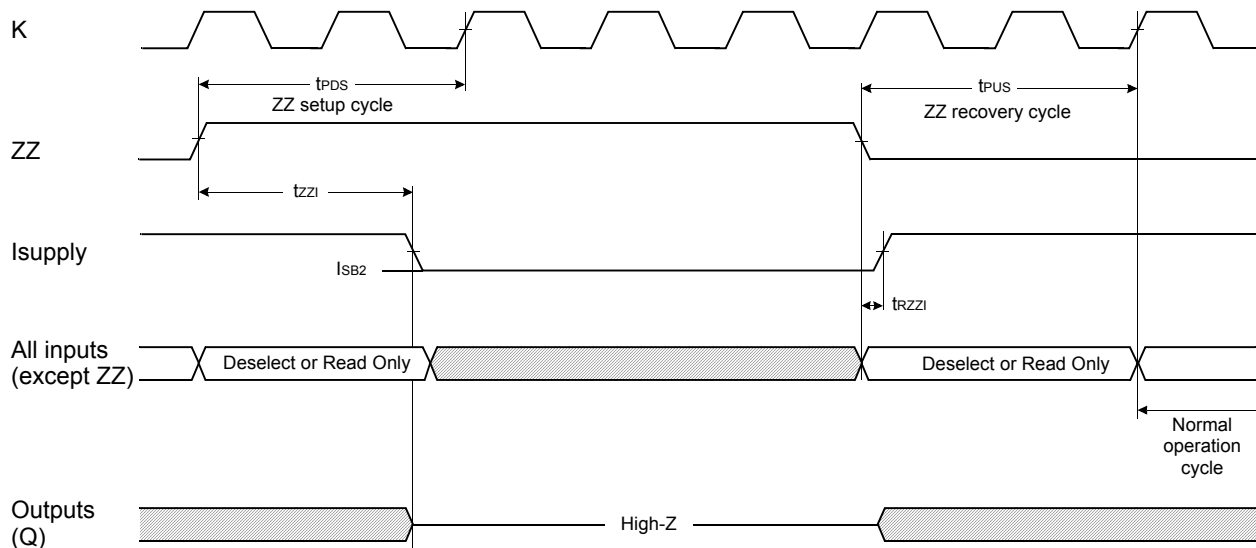 K
tPDS
ZZ setup cycle
tPUS
ZZ recovery cycle
ZZ
tZZI
Isupply
ISB2
tRZZI
All inputs
(except ZZ)
Deselect or Read Only
Deselect or Read Only
Normal
operation
cycle
Outputs
(Q)
High-Z